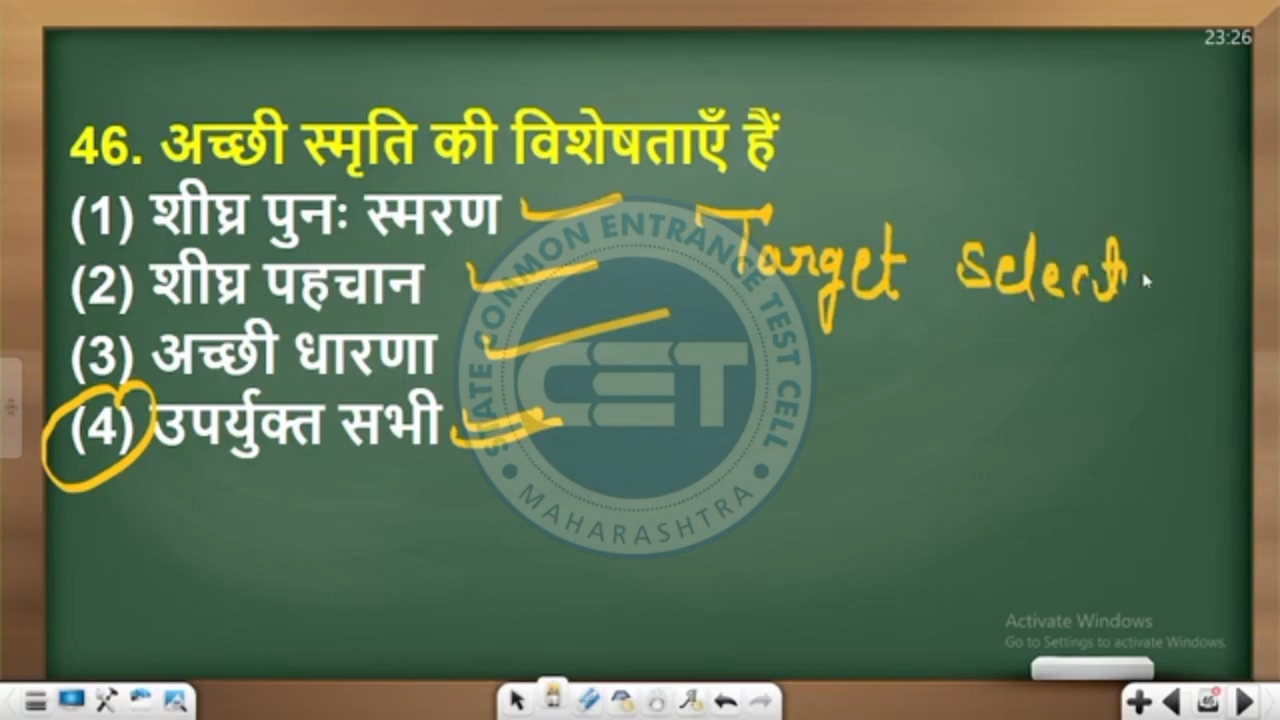 23:26
46. अच्छी स्मृति की विशेषताएँ हैं
(1) शीघ्र पुनः स्मरण
(2) शीघ्र पहचान
(3) अच्छी धारणा
(4) उपर्युक्त सभी
Target
STATE COMMON ENTRANCE TEST CELL
CET
MAHARASHTRA
Activate Windows
Go to Settings to activate Windows.